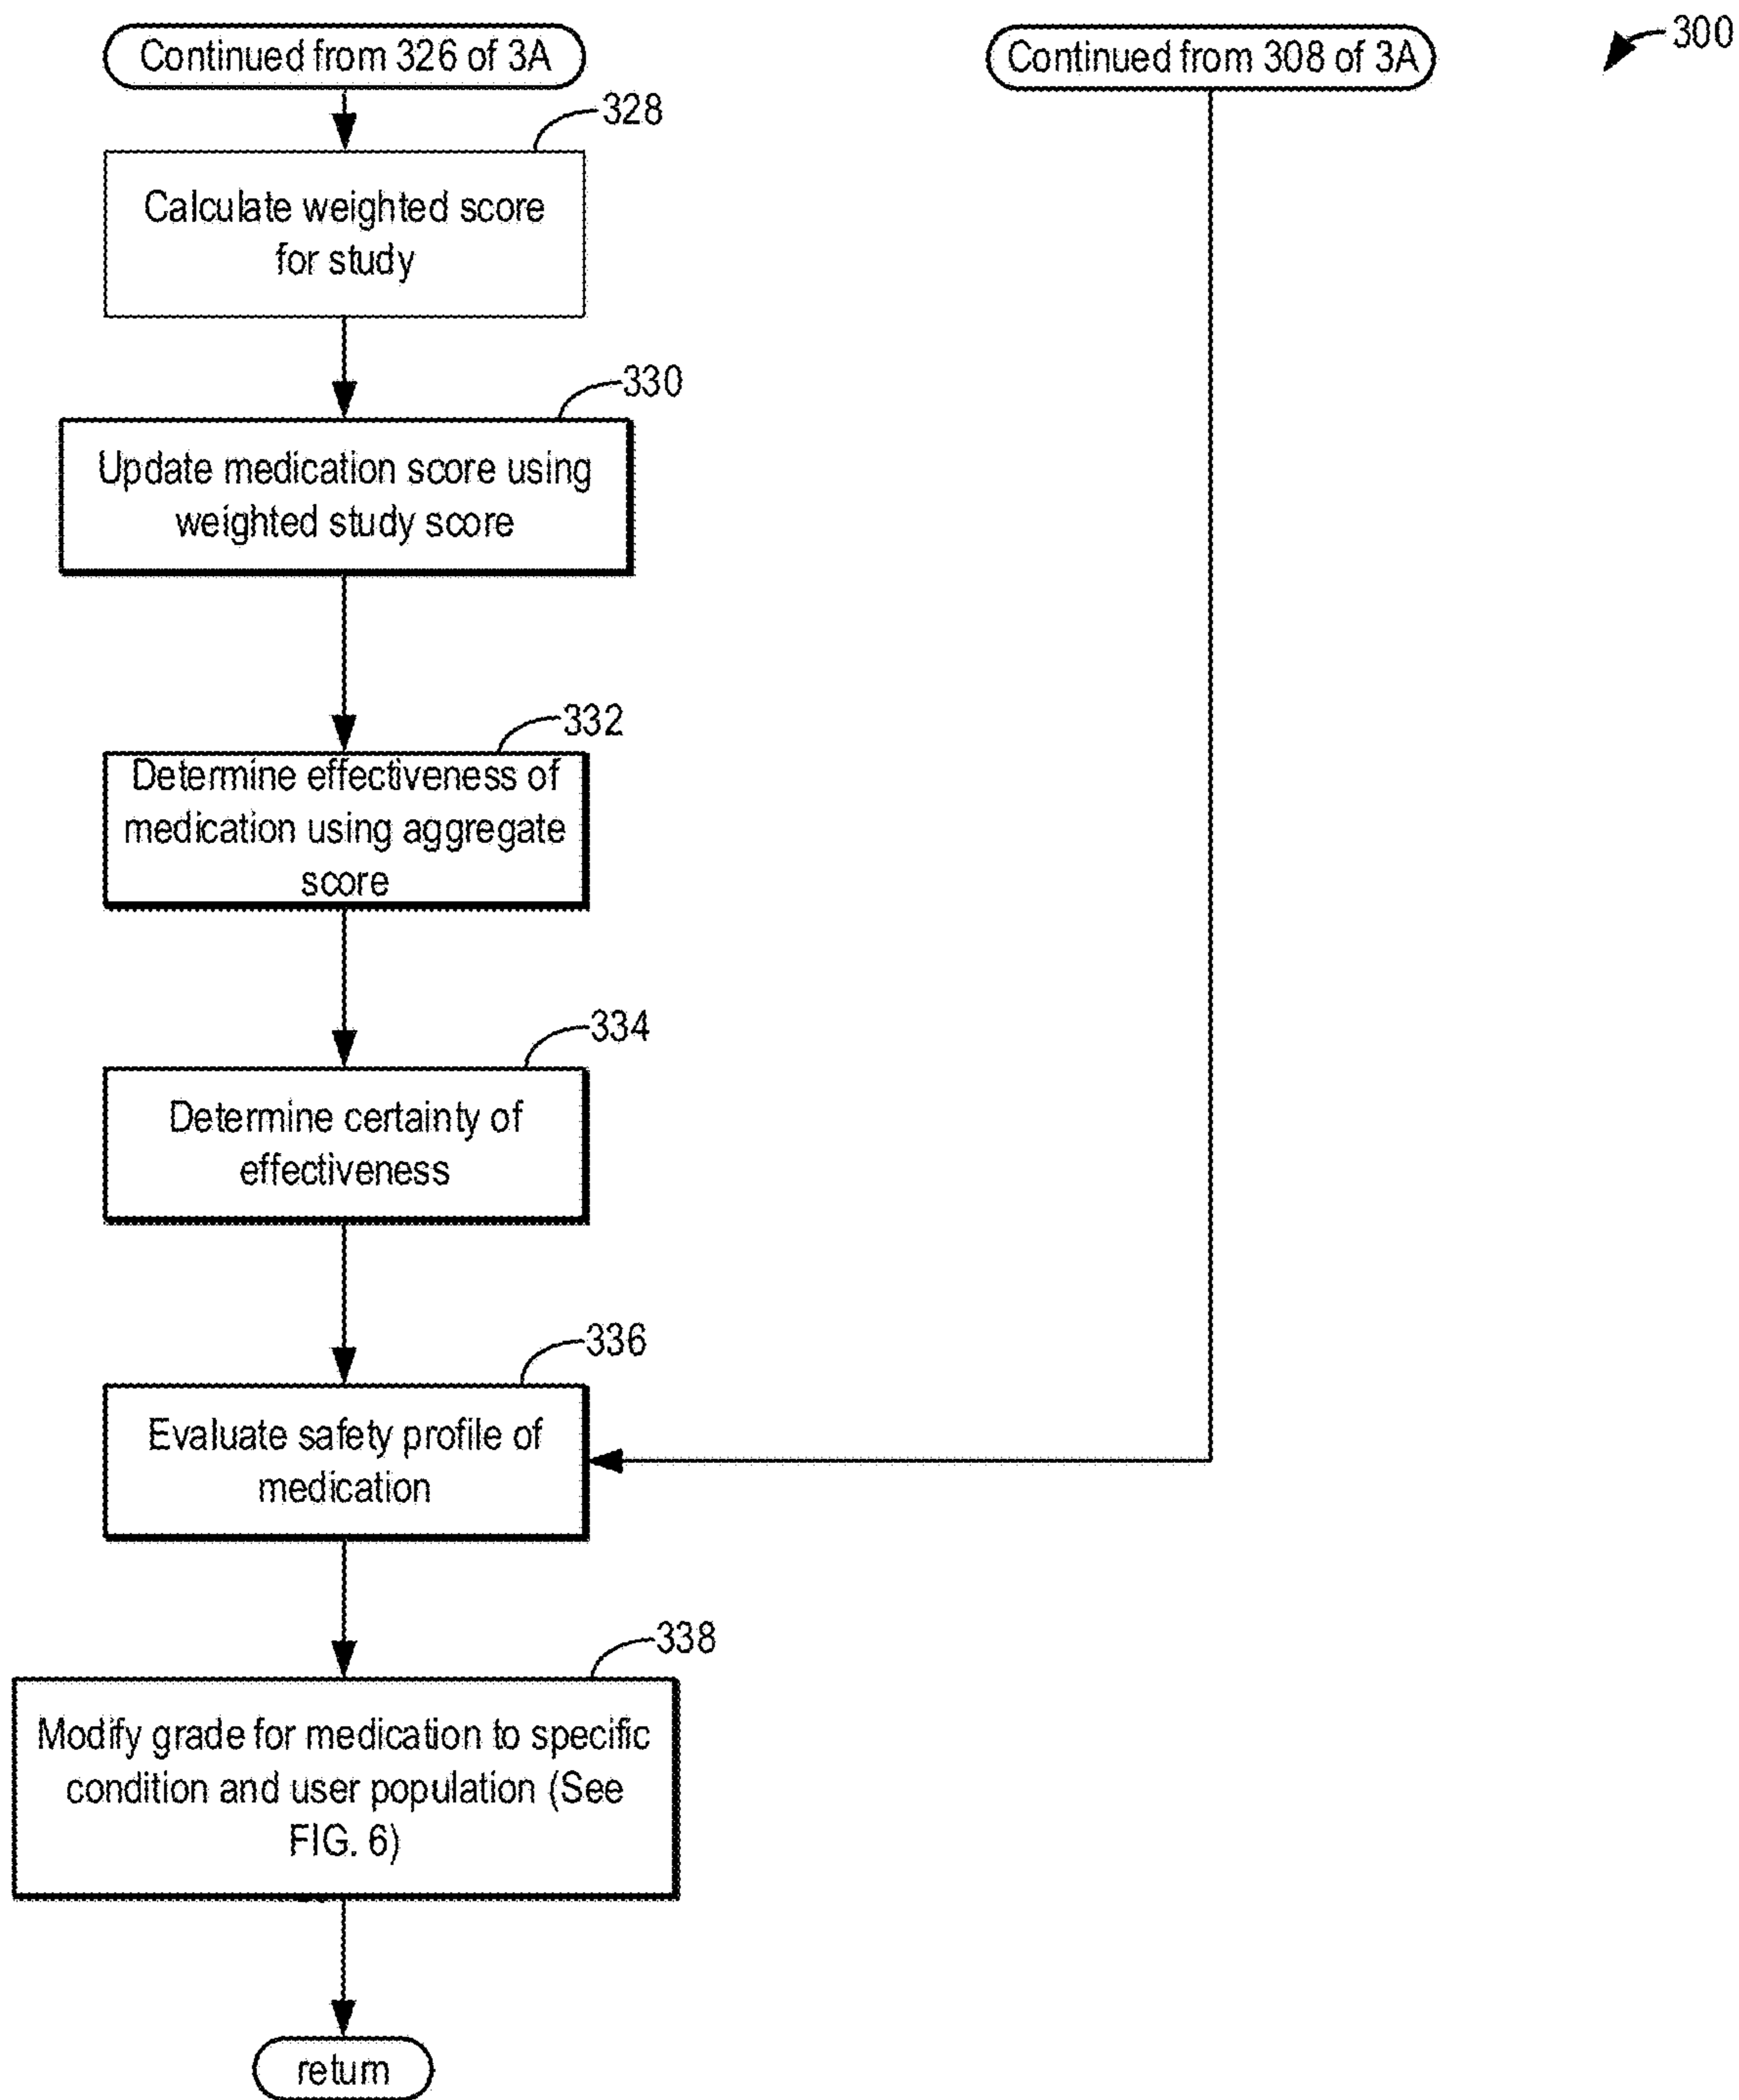 Continued from 326 of 3A
Continued from 308 of 3A
300
328
Calculate weighted score
for study
330
Update medication score using
weighted study score
332
Determine effectiveness of
medication using aggregate
score
334
Determine certainty of
effectiveness
336
Evaluate safety profile of
medication
338
Modify grade for medication to specific
condition and user population (See
FIG. 6)
return